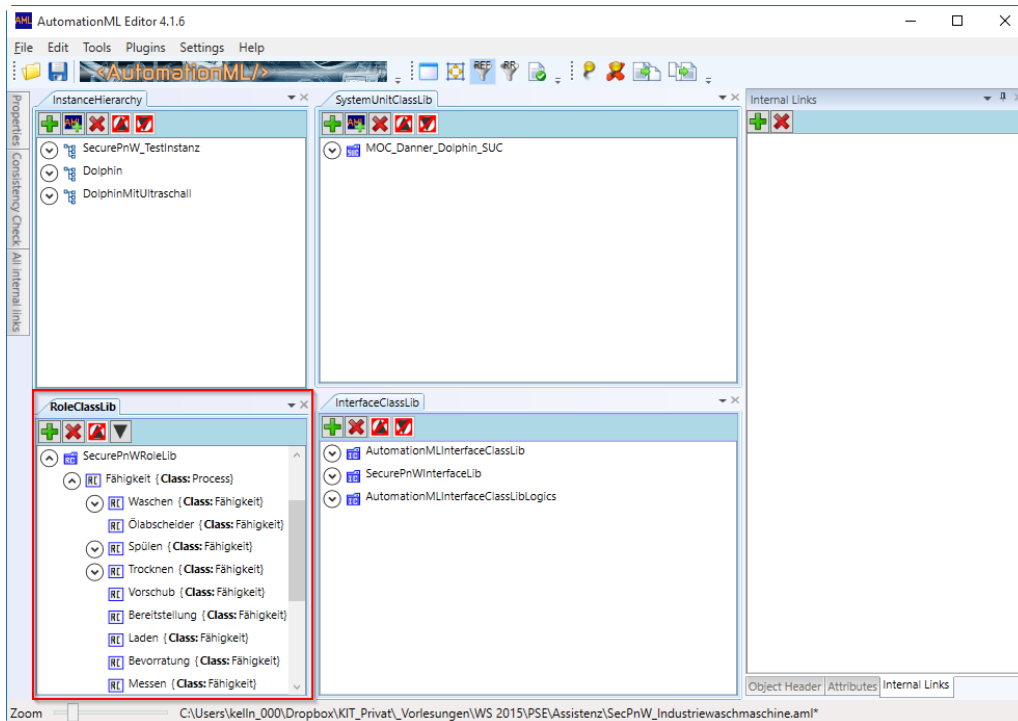 AutomationML Editor 4.1.6
File Edit Tools Plugins Settings Help
<AutomationML/>
Properties
Consistency Check
All internal links
InstanceHierarchy
SecurePnW_TestInstanz
Dolphin
DolphinMitUltraschall
SystemUnitClassLib
MOC_Danner_Dolphin_SUC
Internal Links
RoleClassLib
SecurePnWRoleLib
Fähigkeit {Class: Process}
Waschen {Class: Fähigkeit}
Ölabscheider {Class: Fähigkeit}
Spülen {Class: Fähigkeit}
Trocknen {Class: Fähigkeit}
Vorschub {Class: Fähigkeit}
Bereitstellung {Class: Fähigkeit}
Laden {Class: Fähigkeit}
Bevorratung {Class: Fähigkeit}
Messen {Class: Fähigkeit}
InterfaceClassLib
AutomationMLInterfaceClassLib
SecurePnWInterfaceLib
AutomationMLInterfaceClassLibLogics
Object Header Attributes Internal Links
Zoom C:\Users\kelln_000\Dropbox\KIT_Privat\_Vorlesungen\WS 2015\PSE\Assistenz\SecPnW_Industriewaschmaschine.aml*